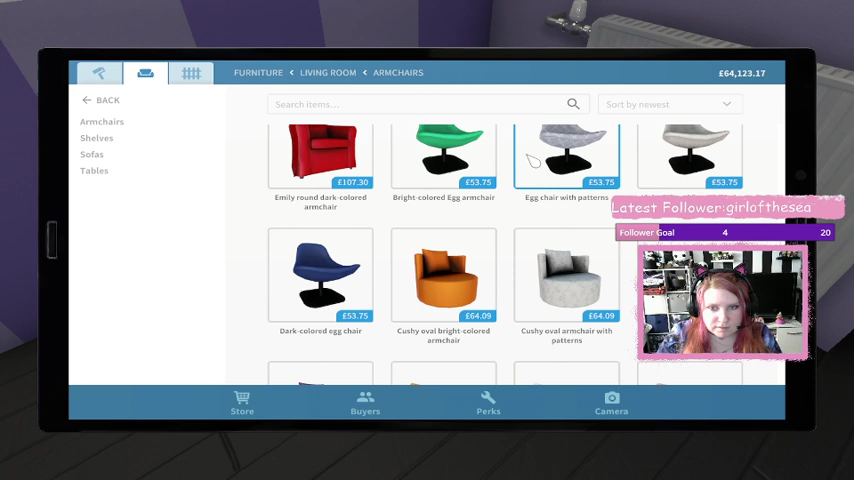 FURNITURE < LIVING ROOM < ARMCHAIRS
£64,123.17
BACK
Search items...
Sort by newest
Armchairs
Shelves
Sofas
Tables
£107.30
£53.75
£53.75
£53.75
Emily round dark-colored armchair
Bright-colored Egg armchair
Egg chair with patterns
Latest Follower:girlofthesea
Follower Goal
4
20
£53.75
£64.09
£64.09
Dark-colored egg chair
Cushy oval bright-colored armchair
Cushy oval armchair with patterns
Store
Buyers
Perks
Camera